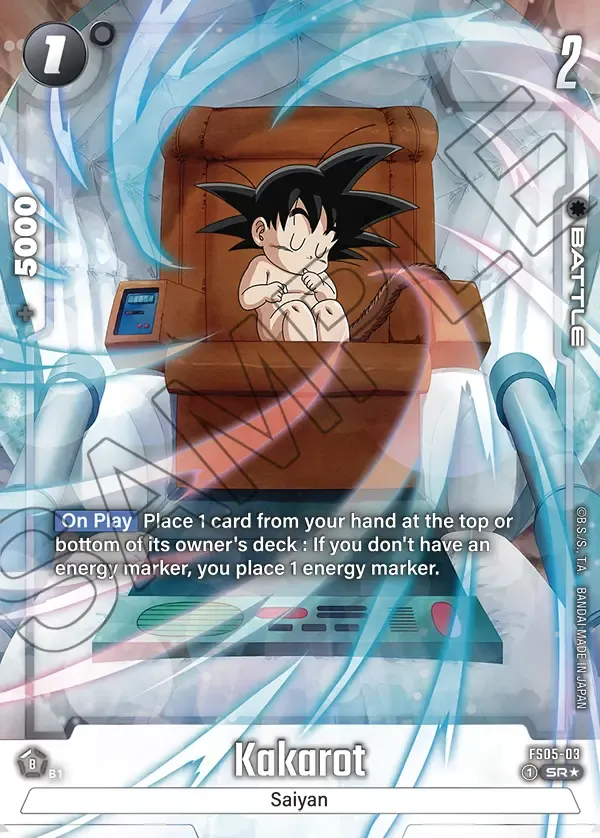 1
2
+ 5000
BATTLE
SAMPLE
On Play Place 1 card from your hand at the top or
bottom of its owner's deck : If you don't have an
energy marker, you place 1 energy marker.
©B.S./S., T.A. BANDAI MADE IN JAPAN
B
B1
Kakarot
FS05-03
1 SR★
Saiyan